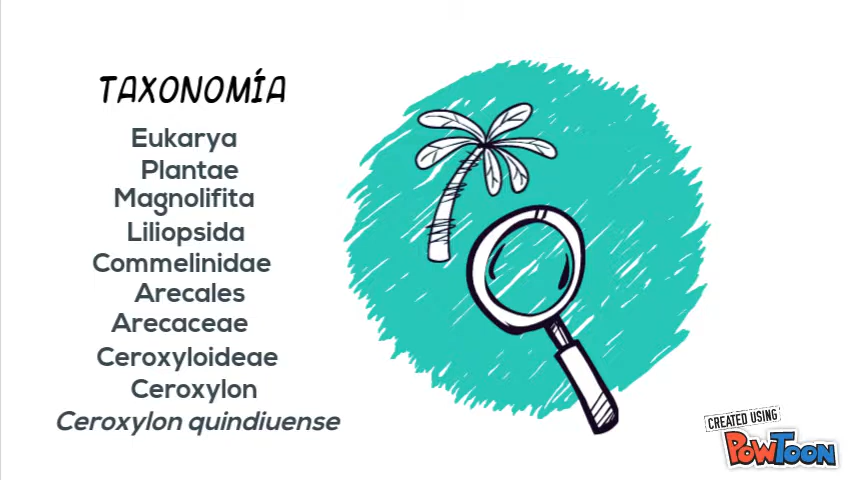 TAXONOMÍA
Eukarya
Plantae
Magnolifita
Liliopsida
Commelinidae
Arecales
Arecaceae
Ceroxyloideae
Ceroxylon
Ceroxylon quindiuense
CREATED USING
POWTOON